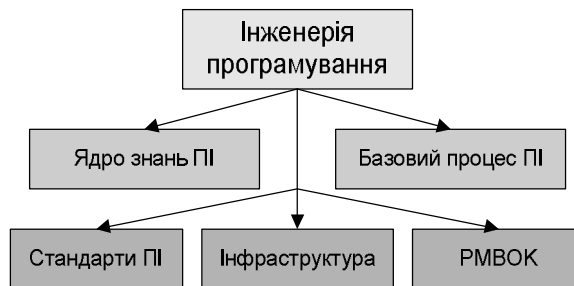 Інженерія
програмування
Ядро знань ПІ
Базовий процес ПІ
Стандарти ПІ
Інфраструктура
PMBOK